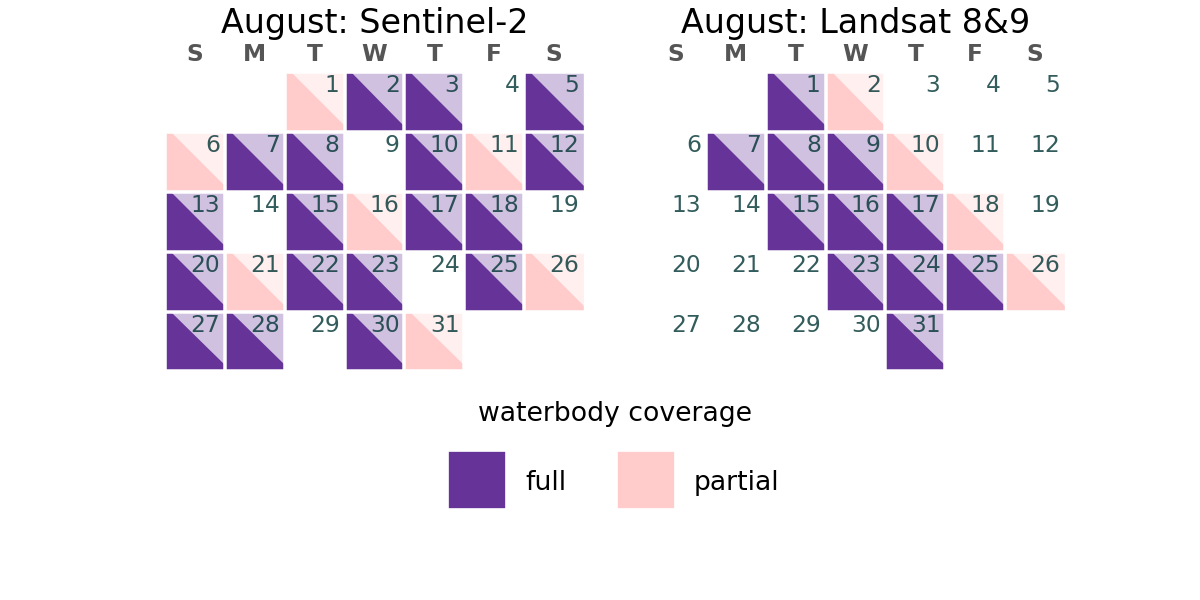 August: Sentinel-2
S M T W T F S
1 2 3 4 5
6 7 8 9 10 11 12
13 14 15 16 17 18 19
20 21 22 23 24 25 26
27 28 29 30 31
August: Landsat 8&9
S M T W T F S
1 2 3 4 5
6 7 8 9 10 11 12
13 14 15 16 17 18 19
20 21 22 23 24 25 26
27 28 29 30 31
waterbody coverage
full partial